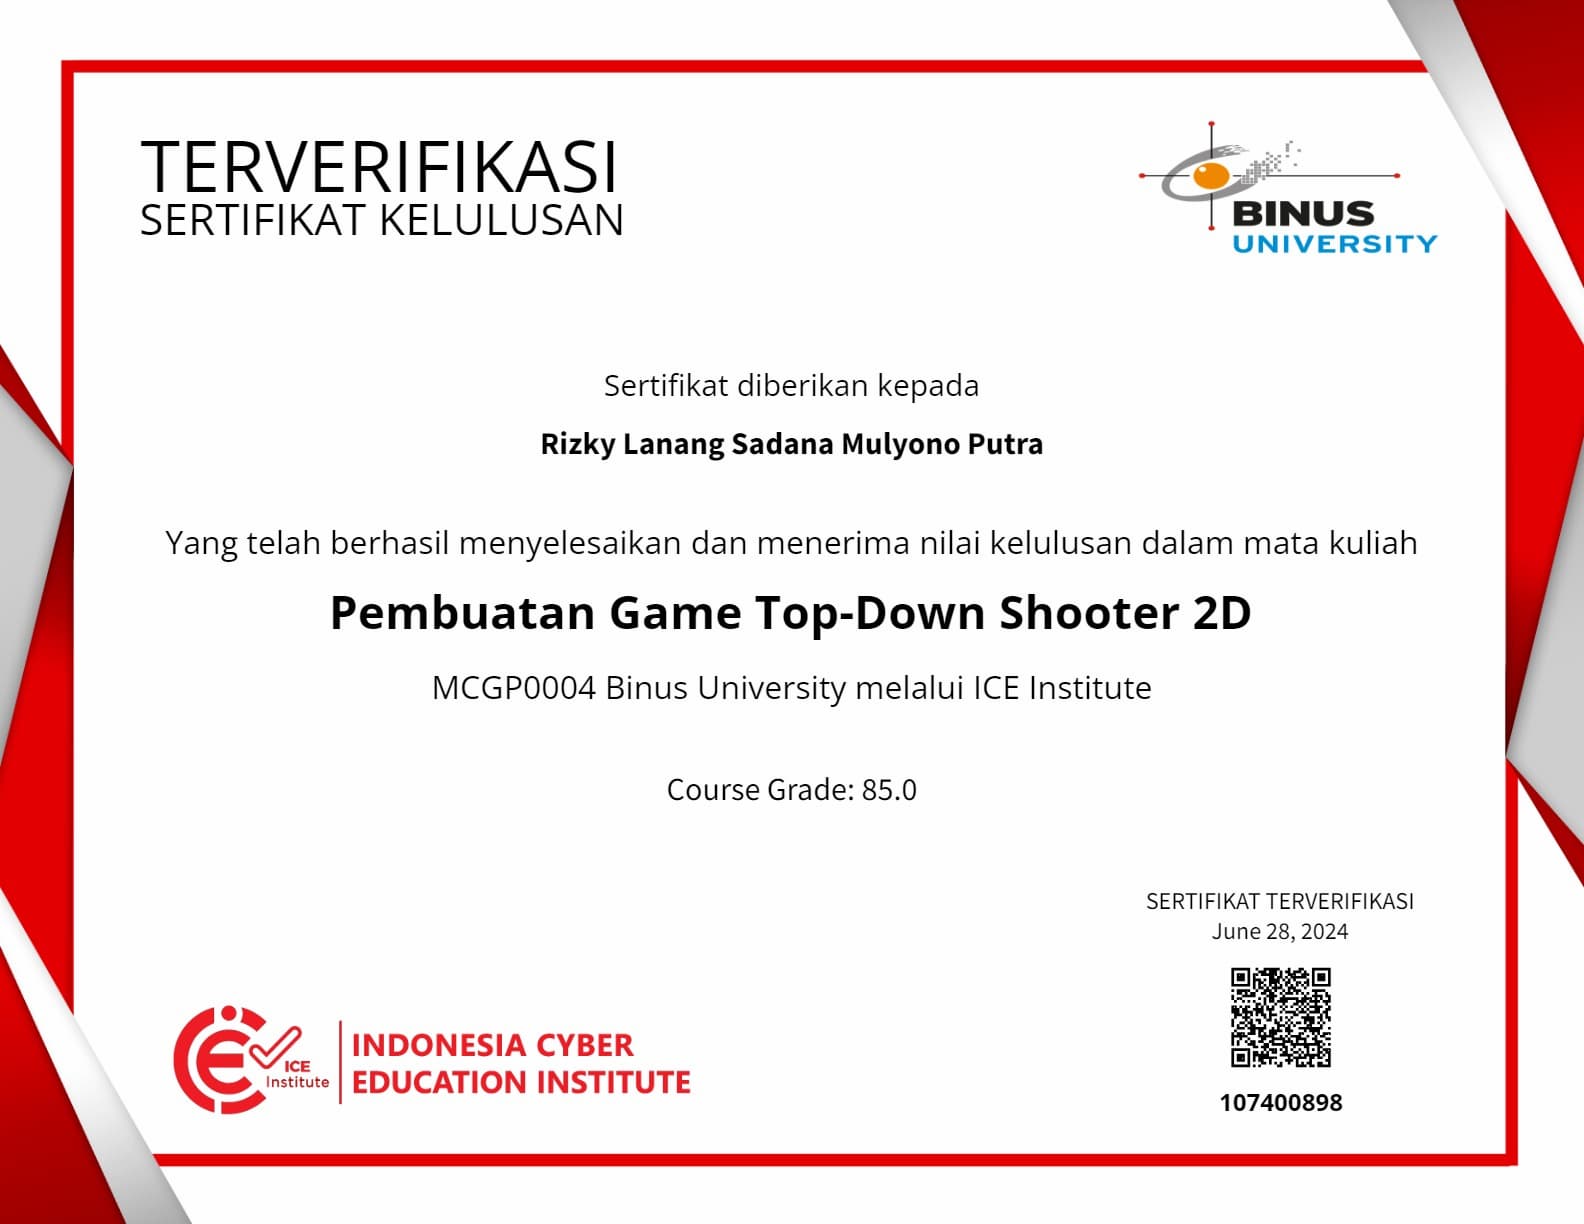 TERVERIFIKASI
SERTIFIKAT KELULUSAN
BINUS
UNIVERSITY
Sertifikat diberikan kepada
Rizky Lanang Sadana Mulyono Putra
Yang telah berhasil menyelesaikan dan menerima nilai kelulusan dalam mata kuliah
Pembuatan Game Top-Down Shooter 2D
MCGP0004 Binus University melalui ICE Institute
Course Grade: 85.0
SERTIFIKAT TERVERIFIKASI
June 28, 2024
ICE
Institute
INDONESIA CYBER
EDUCATION INSTITUTE
107400898